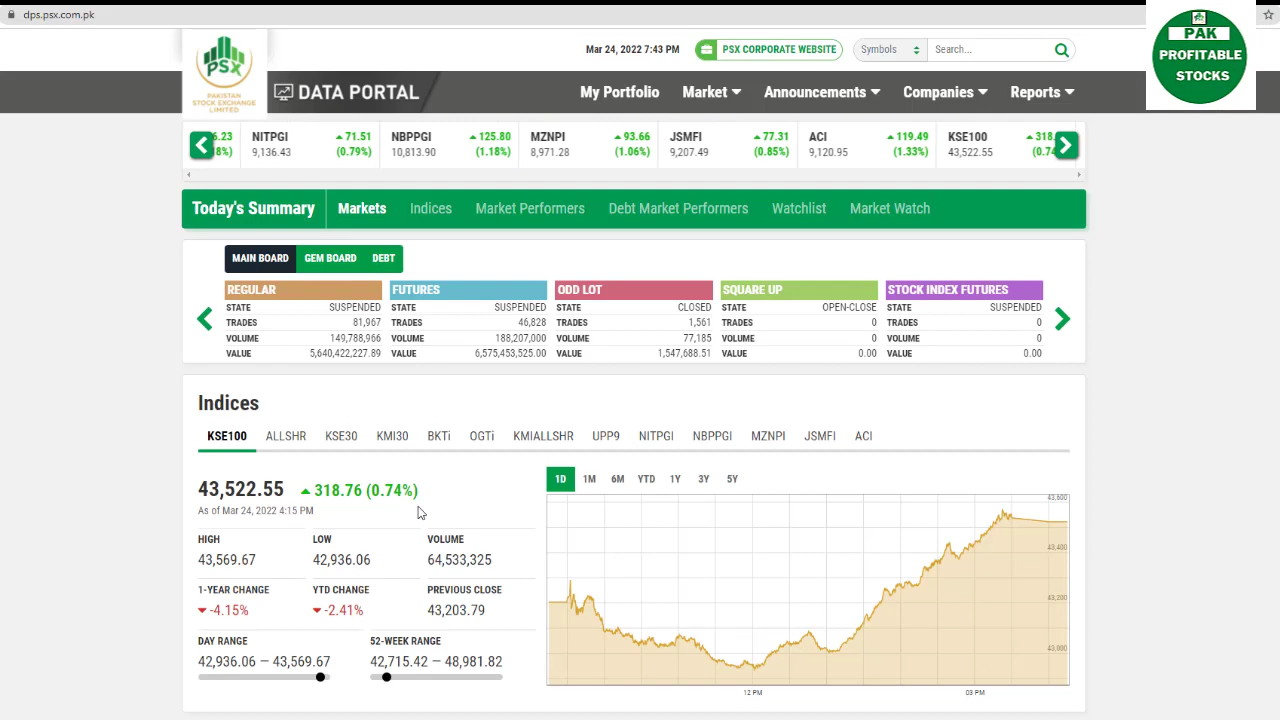 dps.psx.com.pk
PAK
PROFITABLE
STOCKS
PSX
PAKISTAN
STOCK EXCHANGE
LIMITED
Mar 24, 2022 7:43 PM
PSX CORPORATE WEBSITE
Symbols
Search...
DATA PORTAL
My Portfolio
Market
Announcements
Companies
Reports
NITPGI 71.51
9,136.43 (0.79%)
NBPPGI 125.80
10,813.90 (1.18%)
MZNPI 93.66
8,971.28 (1.06%)
JSMFI 77.31
9,207.49 (0.85%)
ACI 119.49
9,120.95 (1.33%)
KSE100 318.
43,522.55
Today's Summary Markets Indices Market Performers Debt Market Performers Watchlist Market Watch
MAIN BOARD GEM BOARD DEBT
REGULAR
STATE SUSPENDED
TRADES 81,967
VOLUME 149,788,966
VALUE 5,640,422,227.89
FUTURES
STATE SUSPENDED
TRADES 46,828
VOLUME 188,207,000
VALUE 6,575,453,525.00
ODD LOT
STATE CLOSED
TRADES 1,561
VOLUME 77,185
VALUE 1,547,688.51
SQUARE UP
STATE OPEN-CLOSE
TRADES 0
VOLUME 0
VALUE 0.00
STOCK INDEX FUTURES
STATE SUSPENDED
TRADES 0
VOLUME 0
VALUE 0.00
Indices
KSE100 ALLSHR KSE30 KMI30 BKTi OGTi KMIALLSHR UPP9 NITPGI NBPPGI MZNPI JSMFI ACI
43,522.55 318.76 (0.74%)
As of Mar 24, 2022 4:15 PM
HIGH LOW VOLUME
43,569.67 42,936.06 64,533,325
1-YEAR CHANGE YTD CHANGE PREVIOUS CLOSE
-4.15% -2.41% 43,203.79
DAY RANGE 52-WEEK RANGE
42,936.06 — 43,569.67 42,715.42 — 48,981.82
1D 1M 6M YTD 1Y 3Y 5Y
43,600
43,400
43,200
43,000
12 PM 03 PM